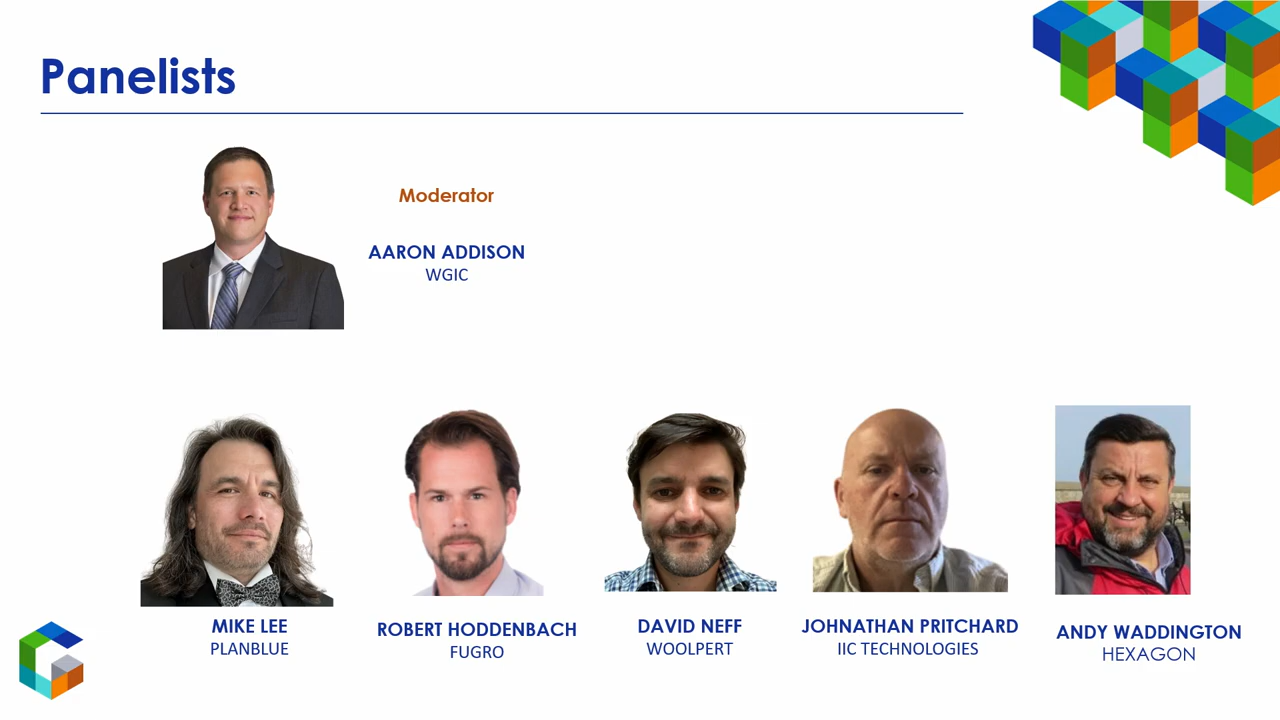 Panelists
Moderator
AARON ADDISON
WGIC
MIKE LEE
PLANBLUE
ROBERT HODDENBACH
FUGRO
DAVID NEFF
WOOLPERT
JOHNATHAN PRITCHARD
IIC TECHNOLOGIES
ANDY WADDINGTON
HEXAGON